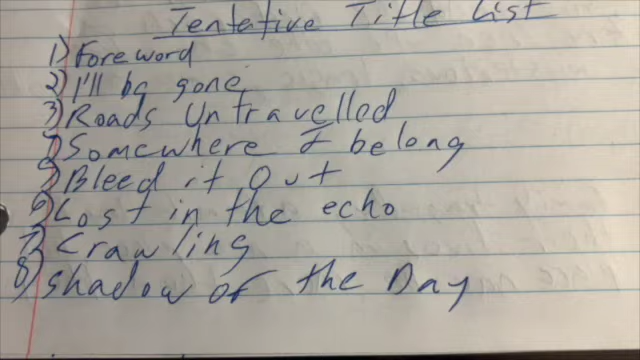 Tentative Title List
1) Foreword
2) I'll be gone
3) Roads Untravelled
4) Somewhere I belong
5) Bleed it Out
6) Lost in the echo
7) Crawling
8) Shadow of the Day